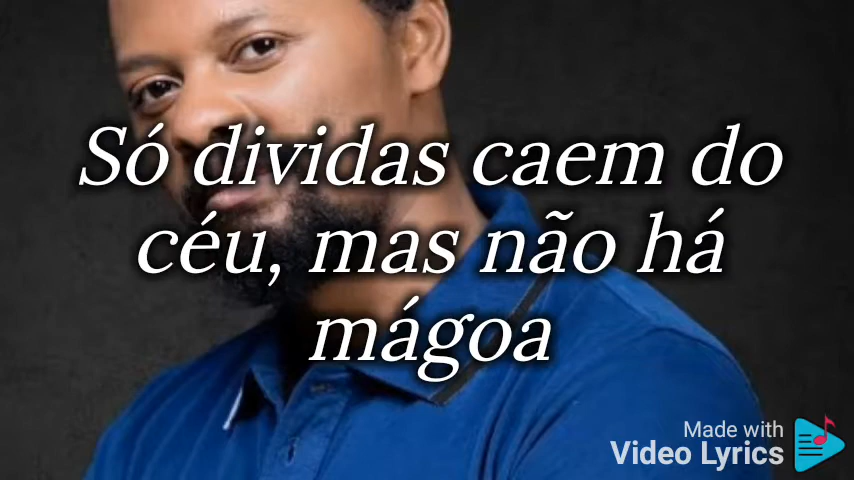 Só dividas caem do
céu, mas não há
mágoa
Made with
Video Lyrics